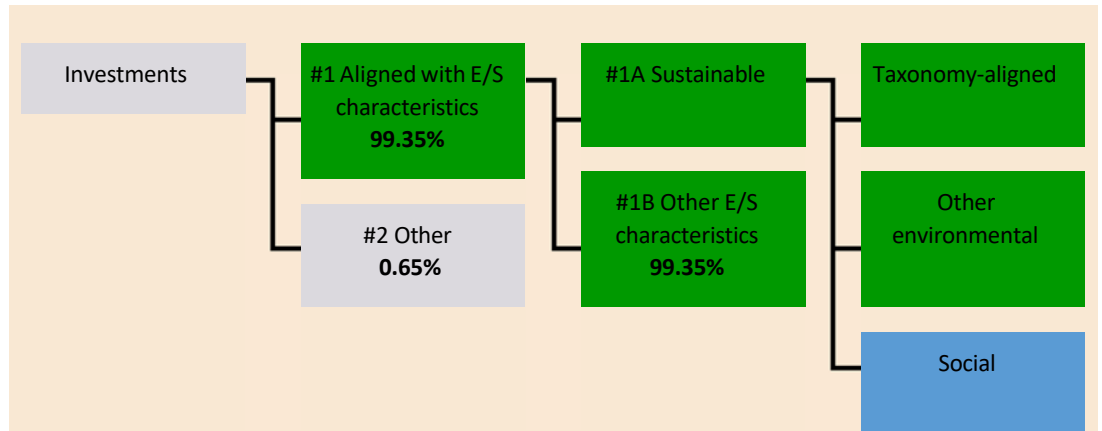 Investments
#1 Aligned with E/S
characteristics
99.35%
#2 Other
0.65%
#1A Sustainable
#1B Other E/S
characteristics
99.35%
Taxonomy-aligned
Other
environmental
Social